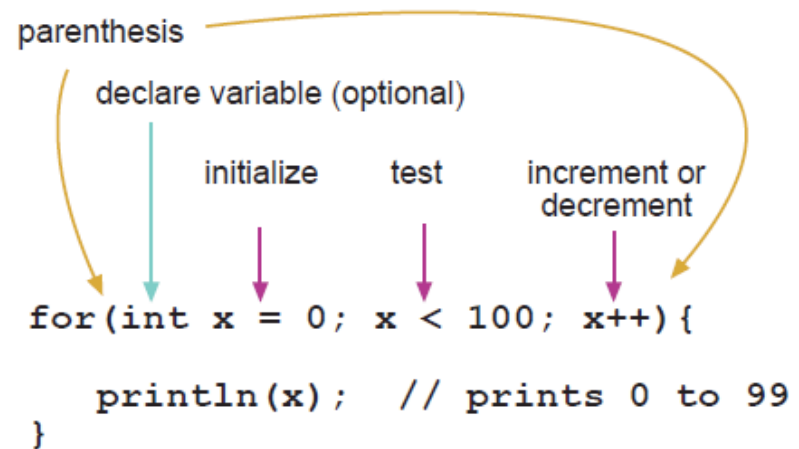 parenthesis
declare variable (optional)
initialize
test
increment or
decrement
for(int x = 0; x < 100; x++){
println(x);  // prints 0 to 99
}